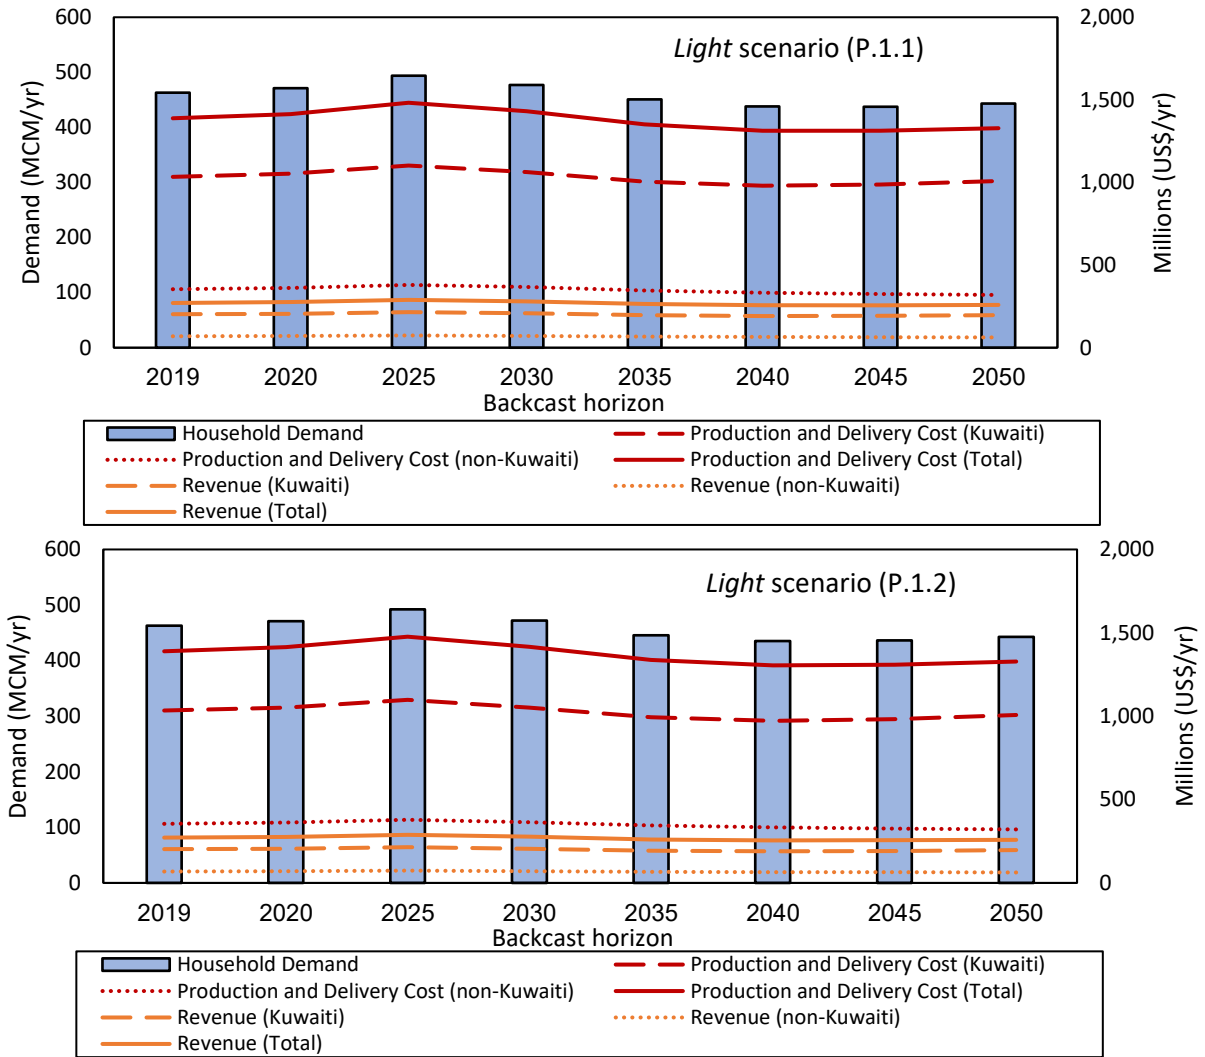 Light scenario (P.1.1)
Demand (MCM/yr)
600
500
400
300
200
100
0
2,000
1,500
1,000
500
0
Millions (US$/yr)
2019 2020 2025 2030 2035 2040 2045 2050
Backcast horizon
Household Demand
Production and Delivery Cost (Kuwaiti)
Production and Delivery Cost (non-Kuwaiti)
Production and Delivery Cost (Total)
Revenue (Kuwaiti)
Revenue (non-Kuwaiti)
Revenue (Total)
Light scenario (P.1.2)
Demand (MCM/yr)
600
500
400
300
200
100
0
2,000
1,500
1,000
500
0
Millions (US$/yr)
2019 2020 2025 2030 2035 2040 2045 2050
Backcast horizon
Household Demand
Production and Delivery Cost (Kuwaiti)
Production and Delivery Cost (non-Kuwaiti)
Production and Delivery Cost (Total)
Revenue (Kuwaiti)
Revenue (non-Kuwaiti)
Revenue (Total)